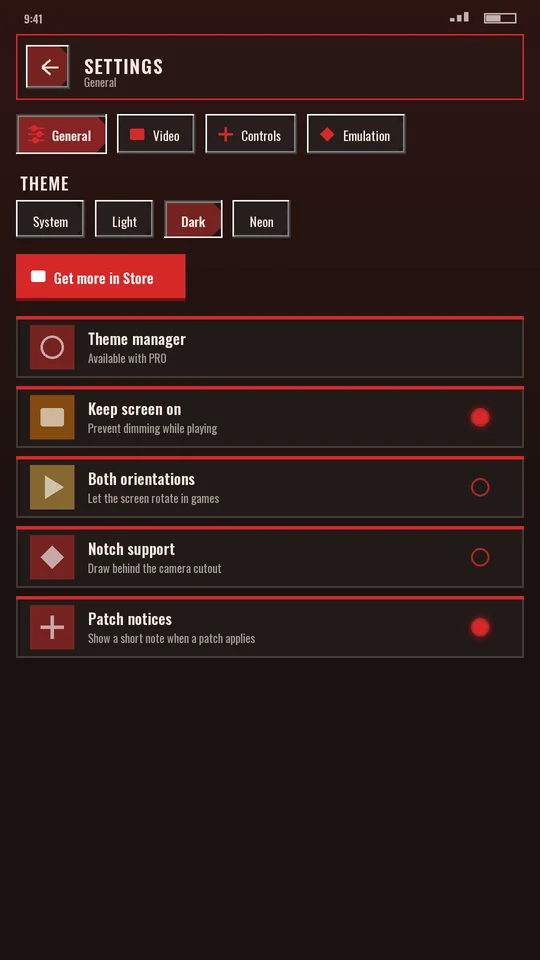 9:41
SETTINGS
General
General
Video
Controls
Emulation
THEME
System
Light
Dark
Neon
Get more in Store
Theme manager
Available with PRO
Keep screen on
Prevent dimming while playing
Both orientations
Let the screen rotate in games
Notch support
Draw behind the camera cutout
Patch notices
Show a short note when a patch applies